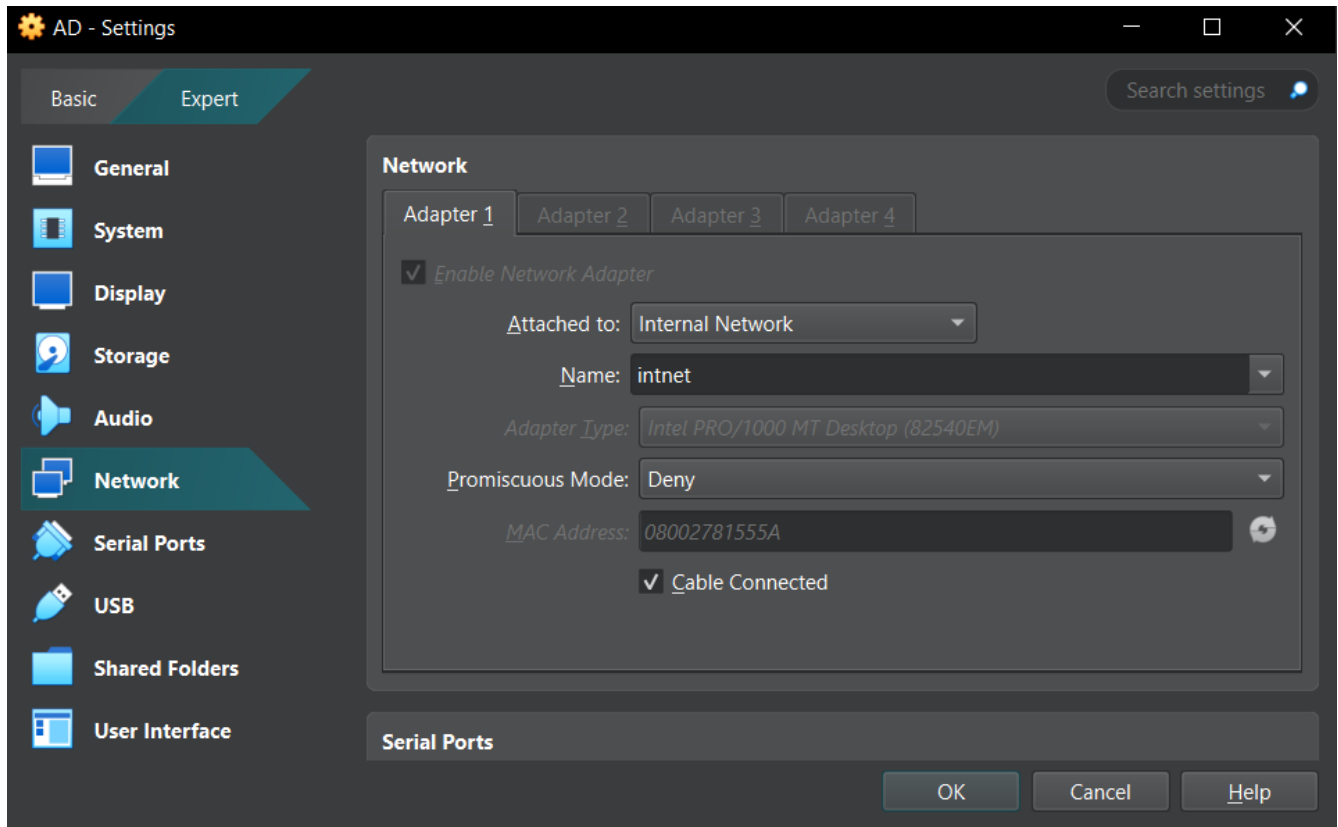 AD - Settings
Basic
Expert
Search settings
General
System
Display
Storage
Audio
Network
Serial Ports
USB
Shared Folders
User Interface
Network
Adapter 1
Adapter 2
Adapter 3
Adapter 4
Enable Network Adapter
Attached to: Internal Network
Name: intnet
Adapter Type: Intel PRO/1000 MT Desktop (82540EM)
Promiscuous Mode: Deny
MAC Address: 08002781555A
Cable Connected
Serial Ports
OK
Cancel
Help